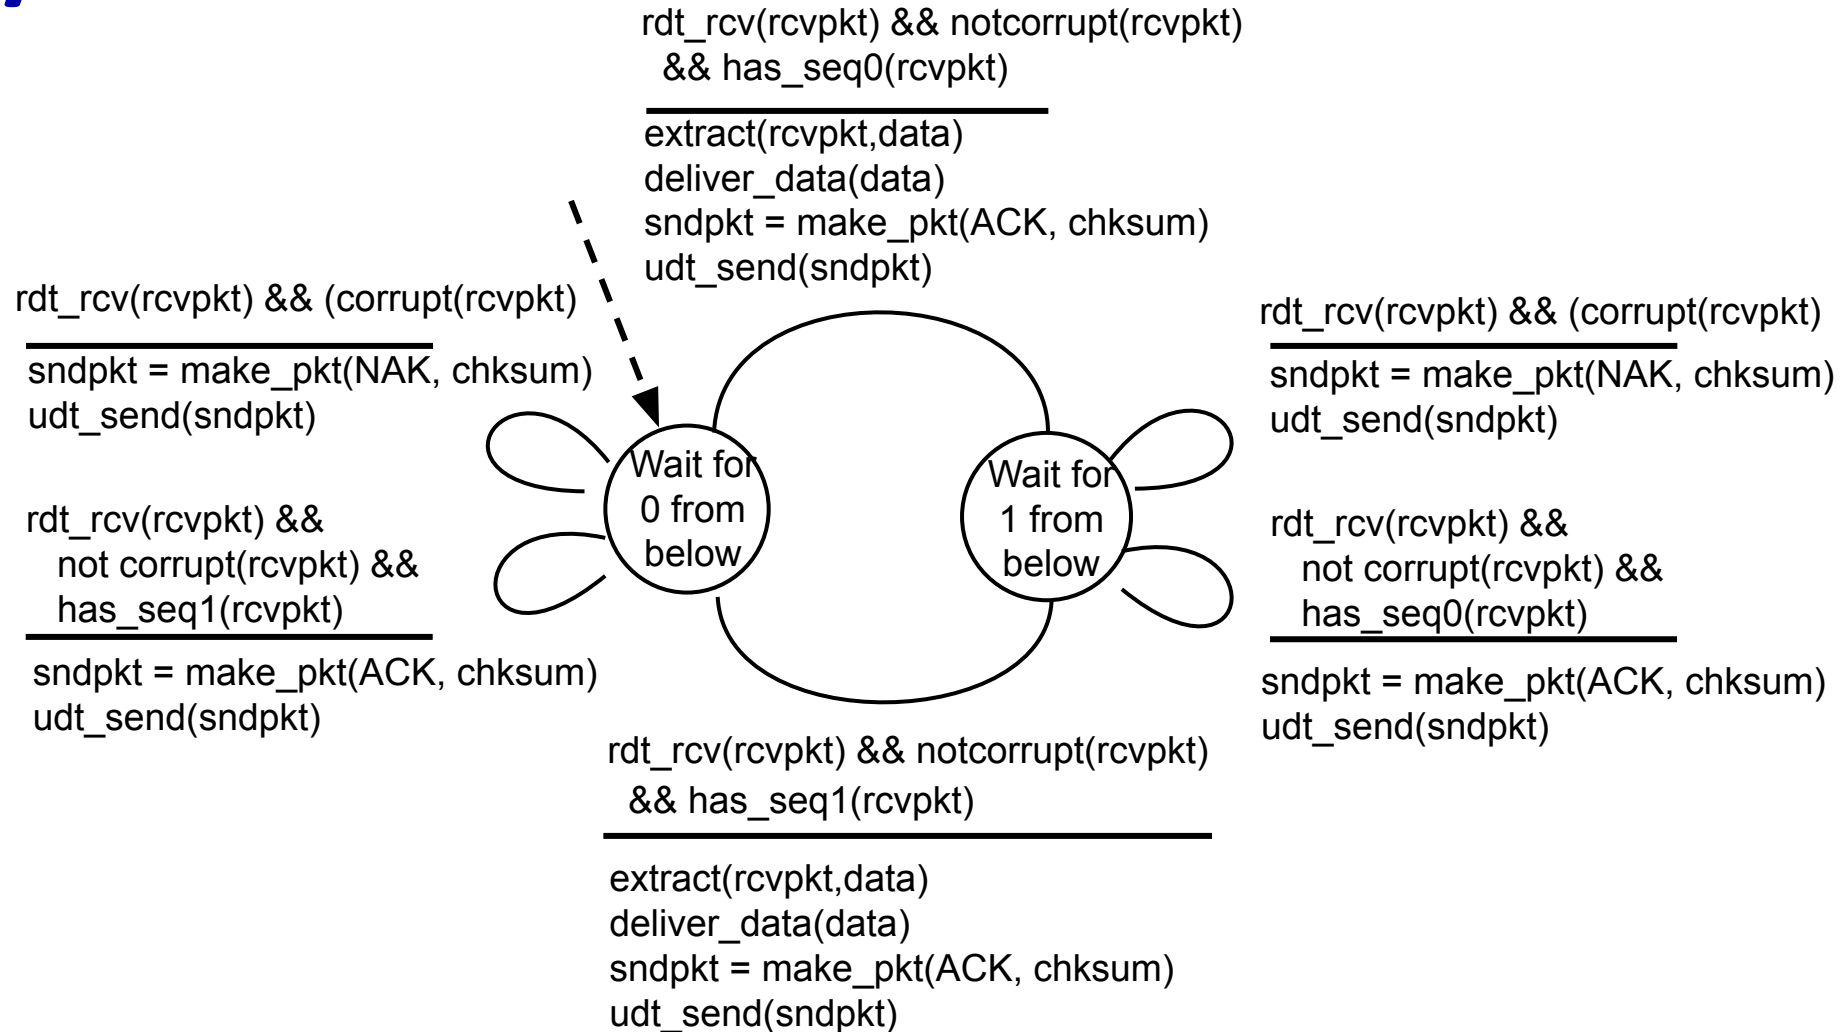 rdt_rcv(rcvpkt) && notcorrupt(rcvpkt)
&& has_seq0(rcvpkt)
extract(rcvpkt,data)
deliver_data(data)
sndpkt = make_pkt(ACK, chksum)
udt_send(sndpkt)
rdt_rcv(rcvpkt) && (corrupt(rcvpkt)
sndpkt = make_pkt(NAK, chksum)
udt_send(sndpkt)
rdt_rcv(rcvpkt) &&
not corrupt(rcvpkt) &&
has_seq1(rcvpkt)
sndpkt = make_pkt(ACK, chksum)
udt_send(sndpkt)
Wait for
0 from
below
Wait for
1 from
below
rdt_rcv(rcvpkt) && (corrupt(rcvpkt)
sndpkt = make_pkt(NAK, chksum)
udt_send(sndpkt)
rdt_rcv(rcvpkt) &&
not corrupt(rcvpkt) &&
has_seq0(rcvpkt)
sndpkt = make_pkt(ACK, chksum)
udt_send(sndpkt)
rdt_rcv(rcvpkt) && notcorrupt(rcvpkt)
&& has_seq1(rcvpkt)
extract(rcvpkt,data)
deliver_data(data)
sndpkt = make_pkt(ACK, chksum)
udt_send(sndpkt)